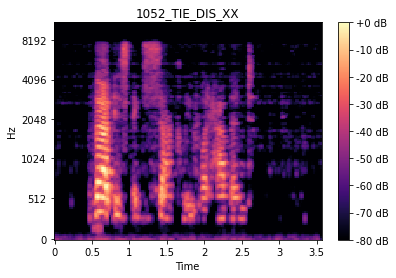 1052_TIE_DIS_XX
+0 dB
8192
-10 dB
4096
-20 dB
-30 dB
2048
Hz
-40 dB
1024
-50 dB
512
-60 dB
-70 dB
0
-80 dB
0 0.5 1 1.5 2 2.5 3 3.5
Time